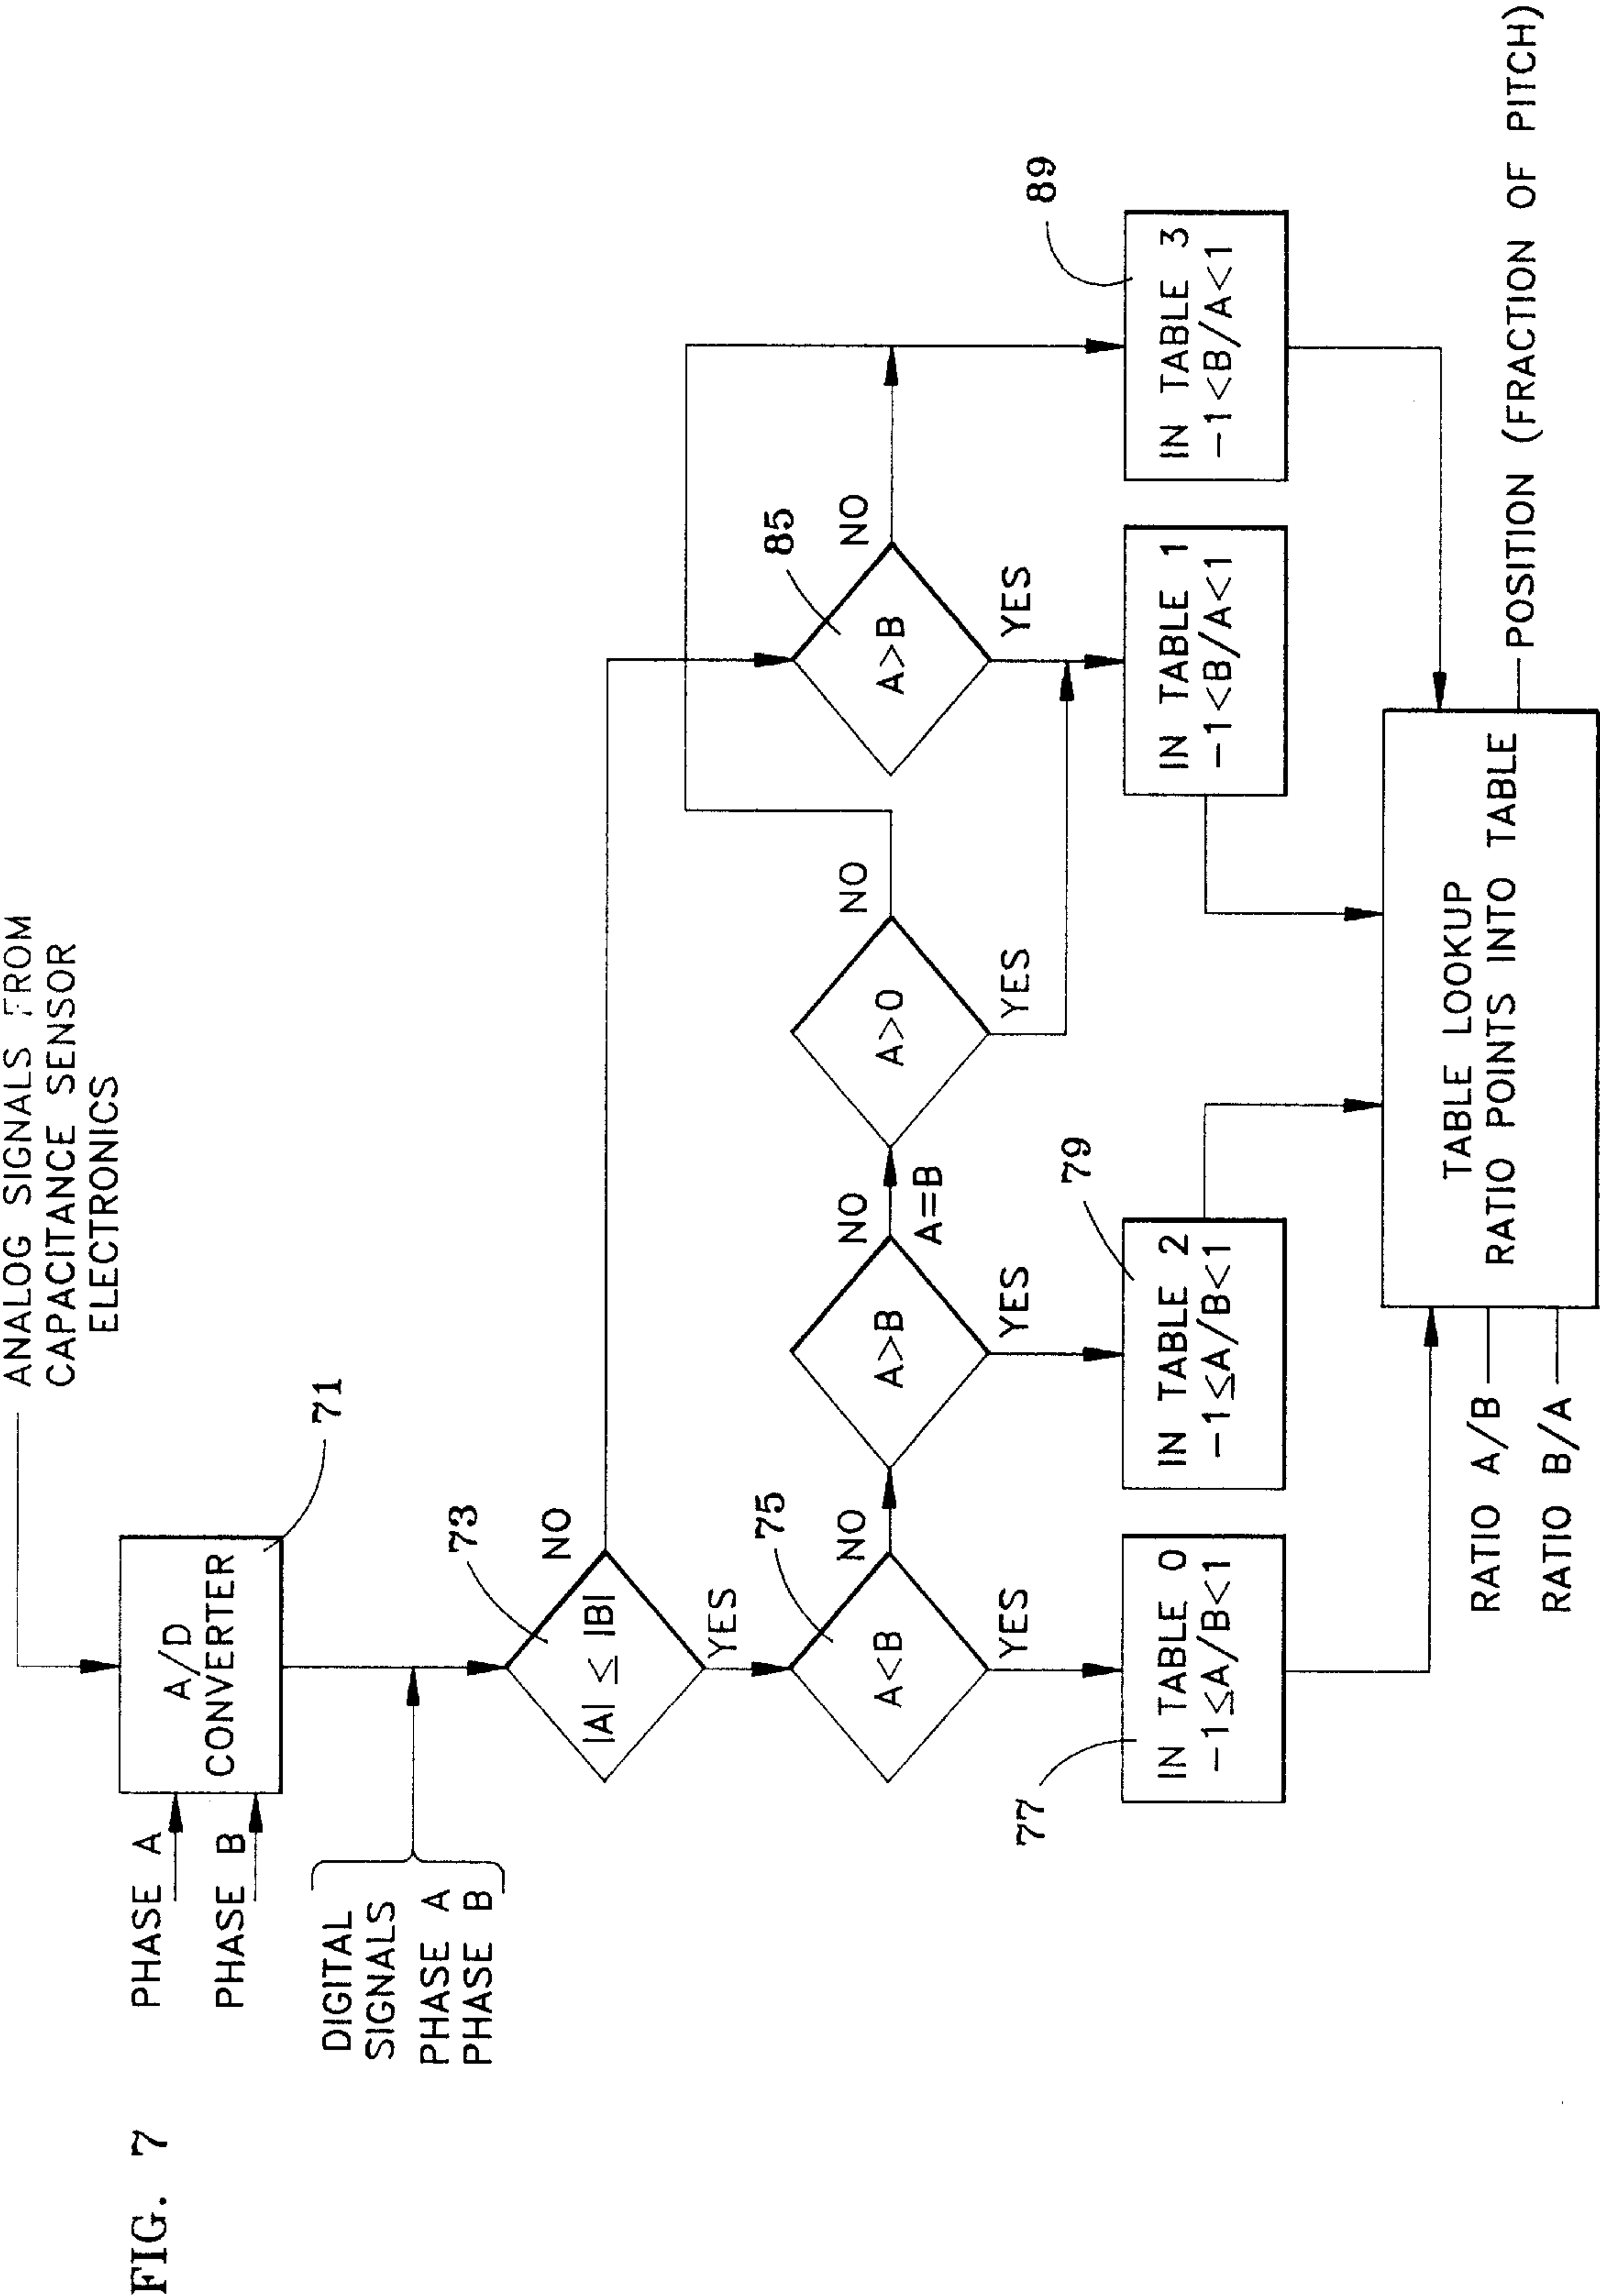 FIG. 7
ANALOG SIGNALS FROM
CAPACITANCE SENSOR
ELECTRONICS
PHASE A
PHASE B
A/D
CONVERTER
71
DIGITAL
SIGNALS
PHASE A
PHASE B
73
|A| ≤ |B|
NO
YES
75
A<B
NO
YES
A>B
NO
A=B
YES
A>0
NO
YES
85
A>B
NO
YES
77
IN TABLE 0
-1≤A/B<1
79
IN TABLE 2
-1≤A/B<1
IN TABLE 1
-1<B/A<1
89
IN TABLE 3
-1<B/A<1
RATIO A/B
RATIO B/A
TABLE LOOKUP
RATIO POINTS INTO TABLE
POSITION (FRACTION OF PITCH)